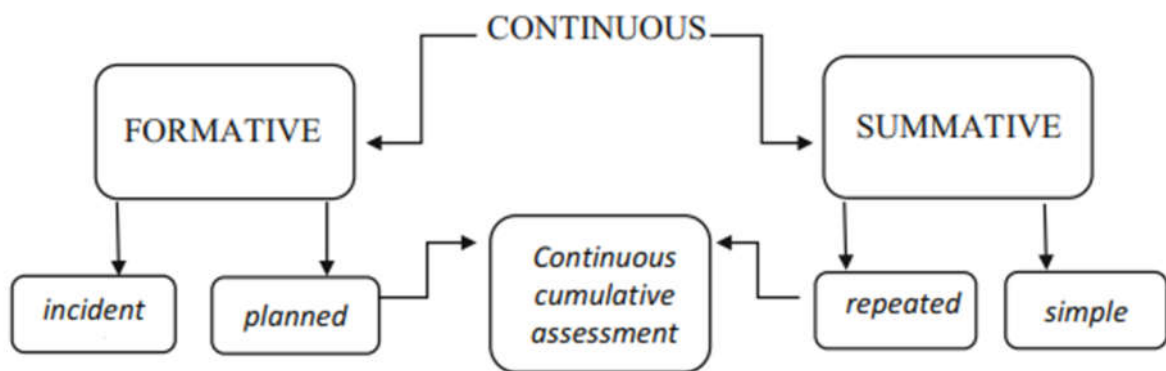 CONTINUOUS
FORMATIVE
SUMMATIVE
incident
planned
Continuous
cumulative
assessment
repeated
simple